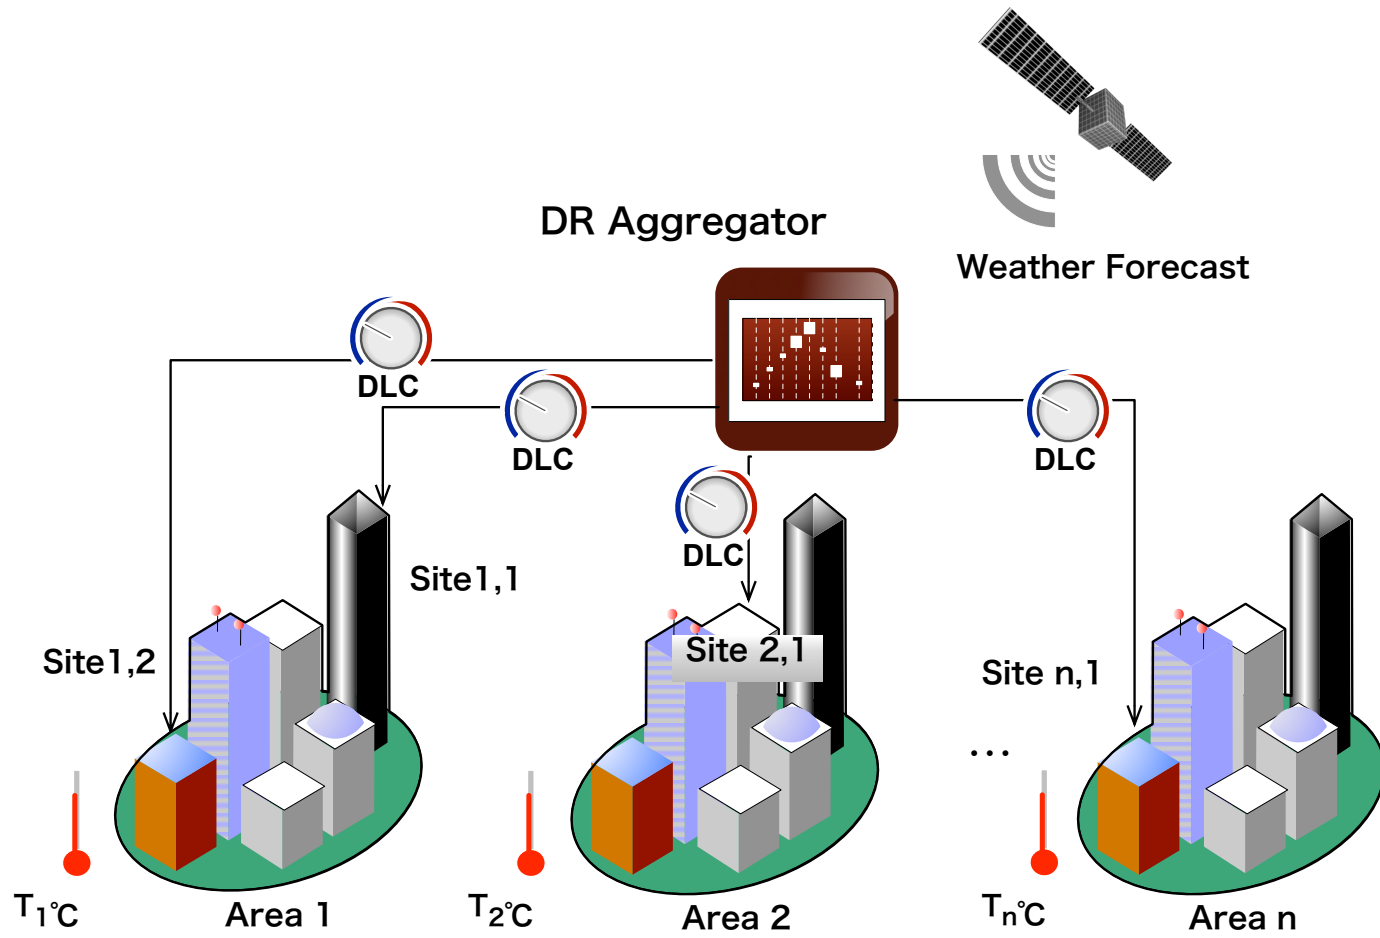 DR Aggregator
Weather Forecast
DLC
DLC
DLC
DLC
Site1,1
Site1,2
Site 2,1
Site n,1
...
T1℃
Area 1
T2℃
Area 2
Tn℃
Area n